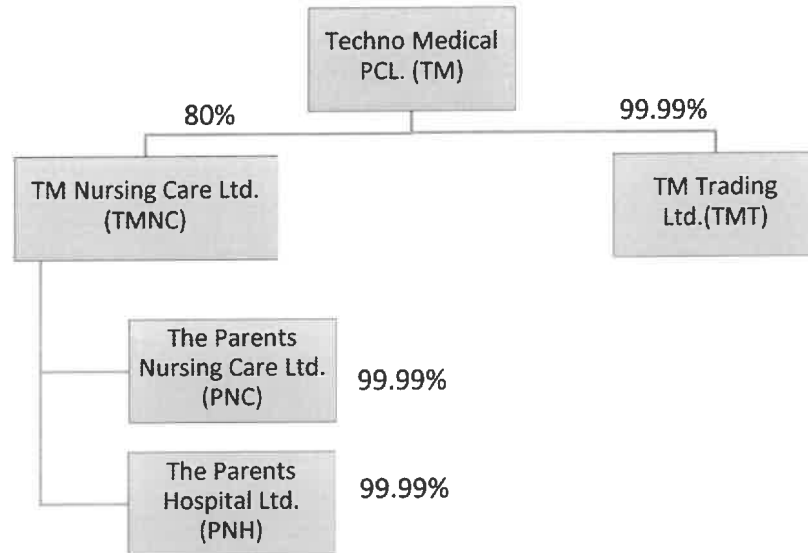 Techno Medical
PCL. (TM)
80%
99.99%
TM Nursing Care Ltd.
(TMNC)
TM Trading
Ltd.(TMT)
The Parents
Nursing Care Ltd.
(PNC)
99.99%
The Parents
Hospital Ltd.
(PNH)
99.99%